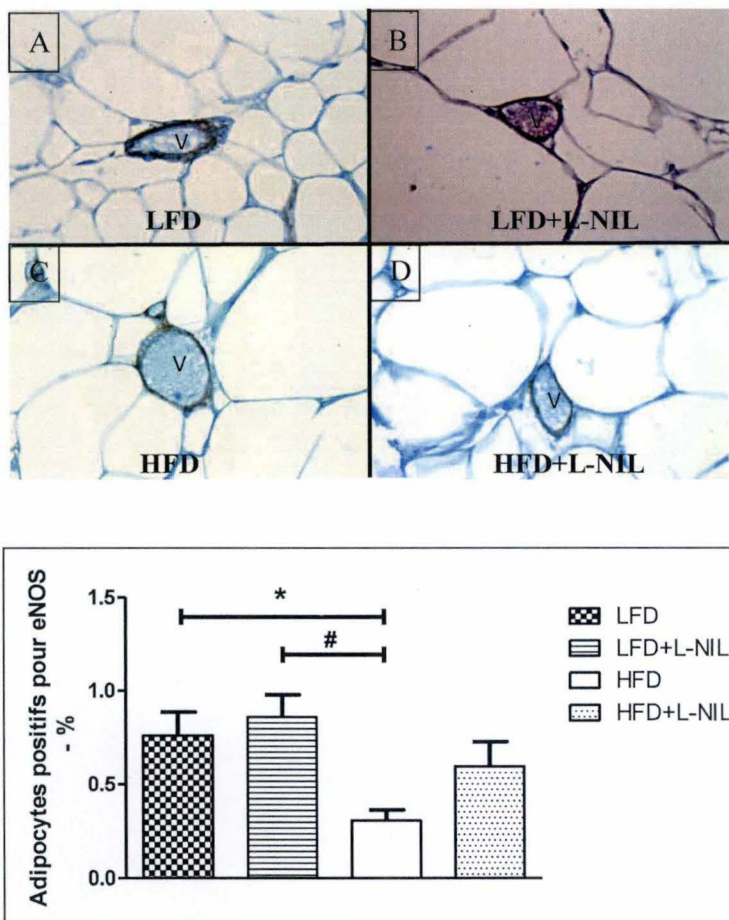 A
B
V
V
LFD
LFD+L-NIL
C
D
V
V
HFD
HFD+L-NIL
Adipocytes positifs pour eNOS
- %
1.5
1.0
0.5
0.0
*
#
LFD
LFD+L-NIL
HFD
HFD+L-NIL